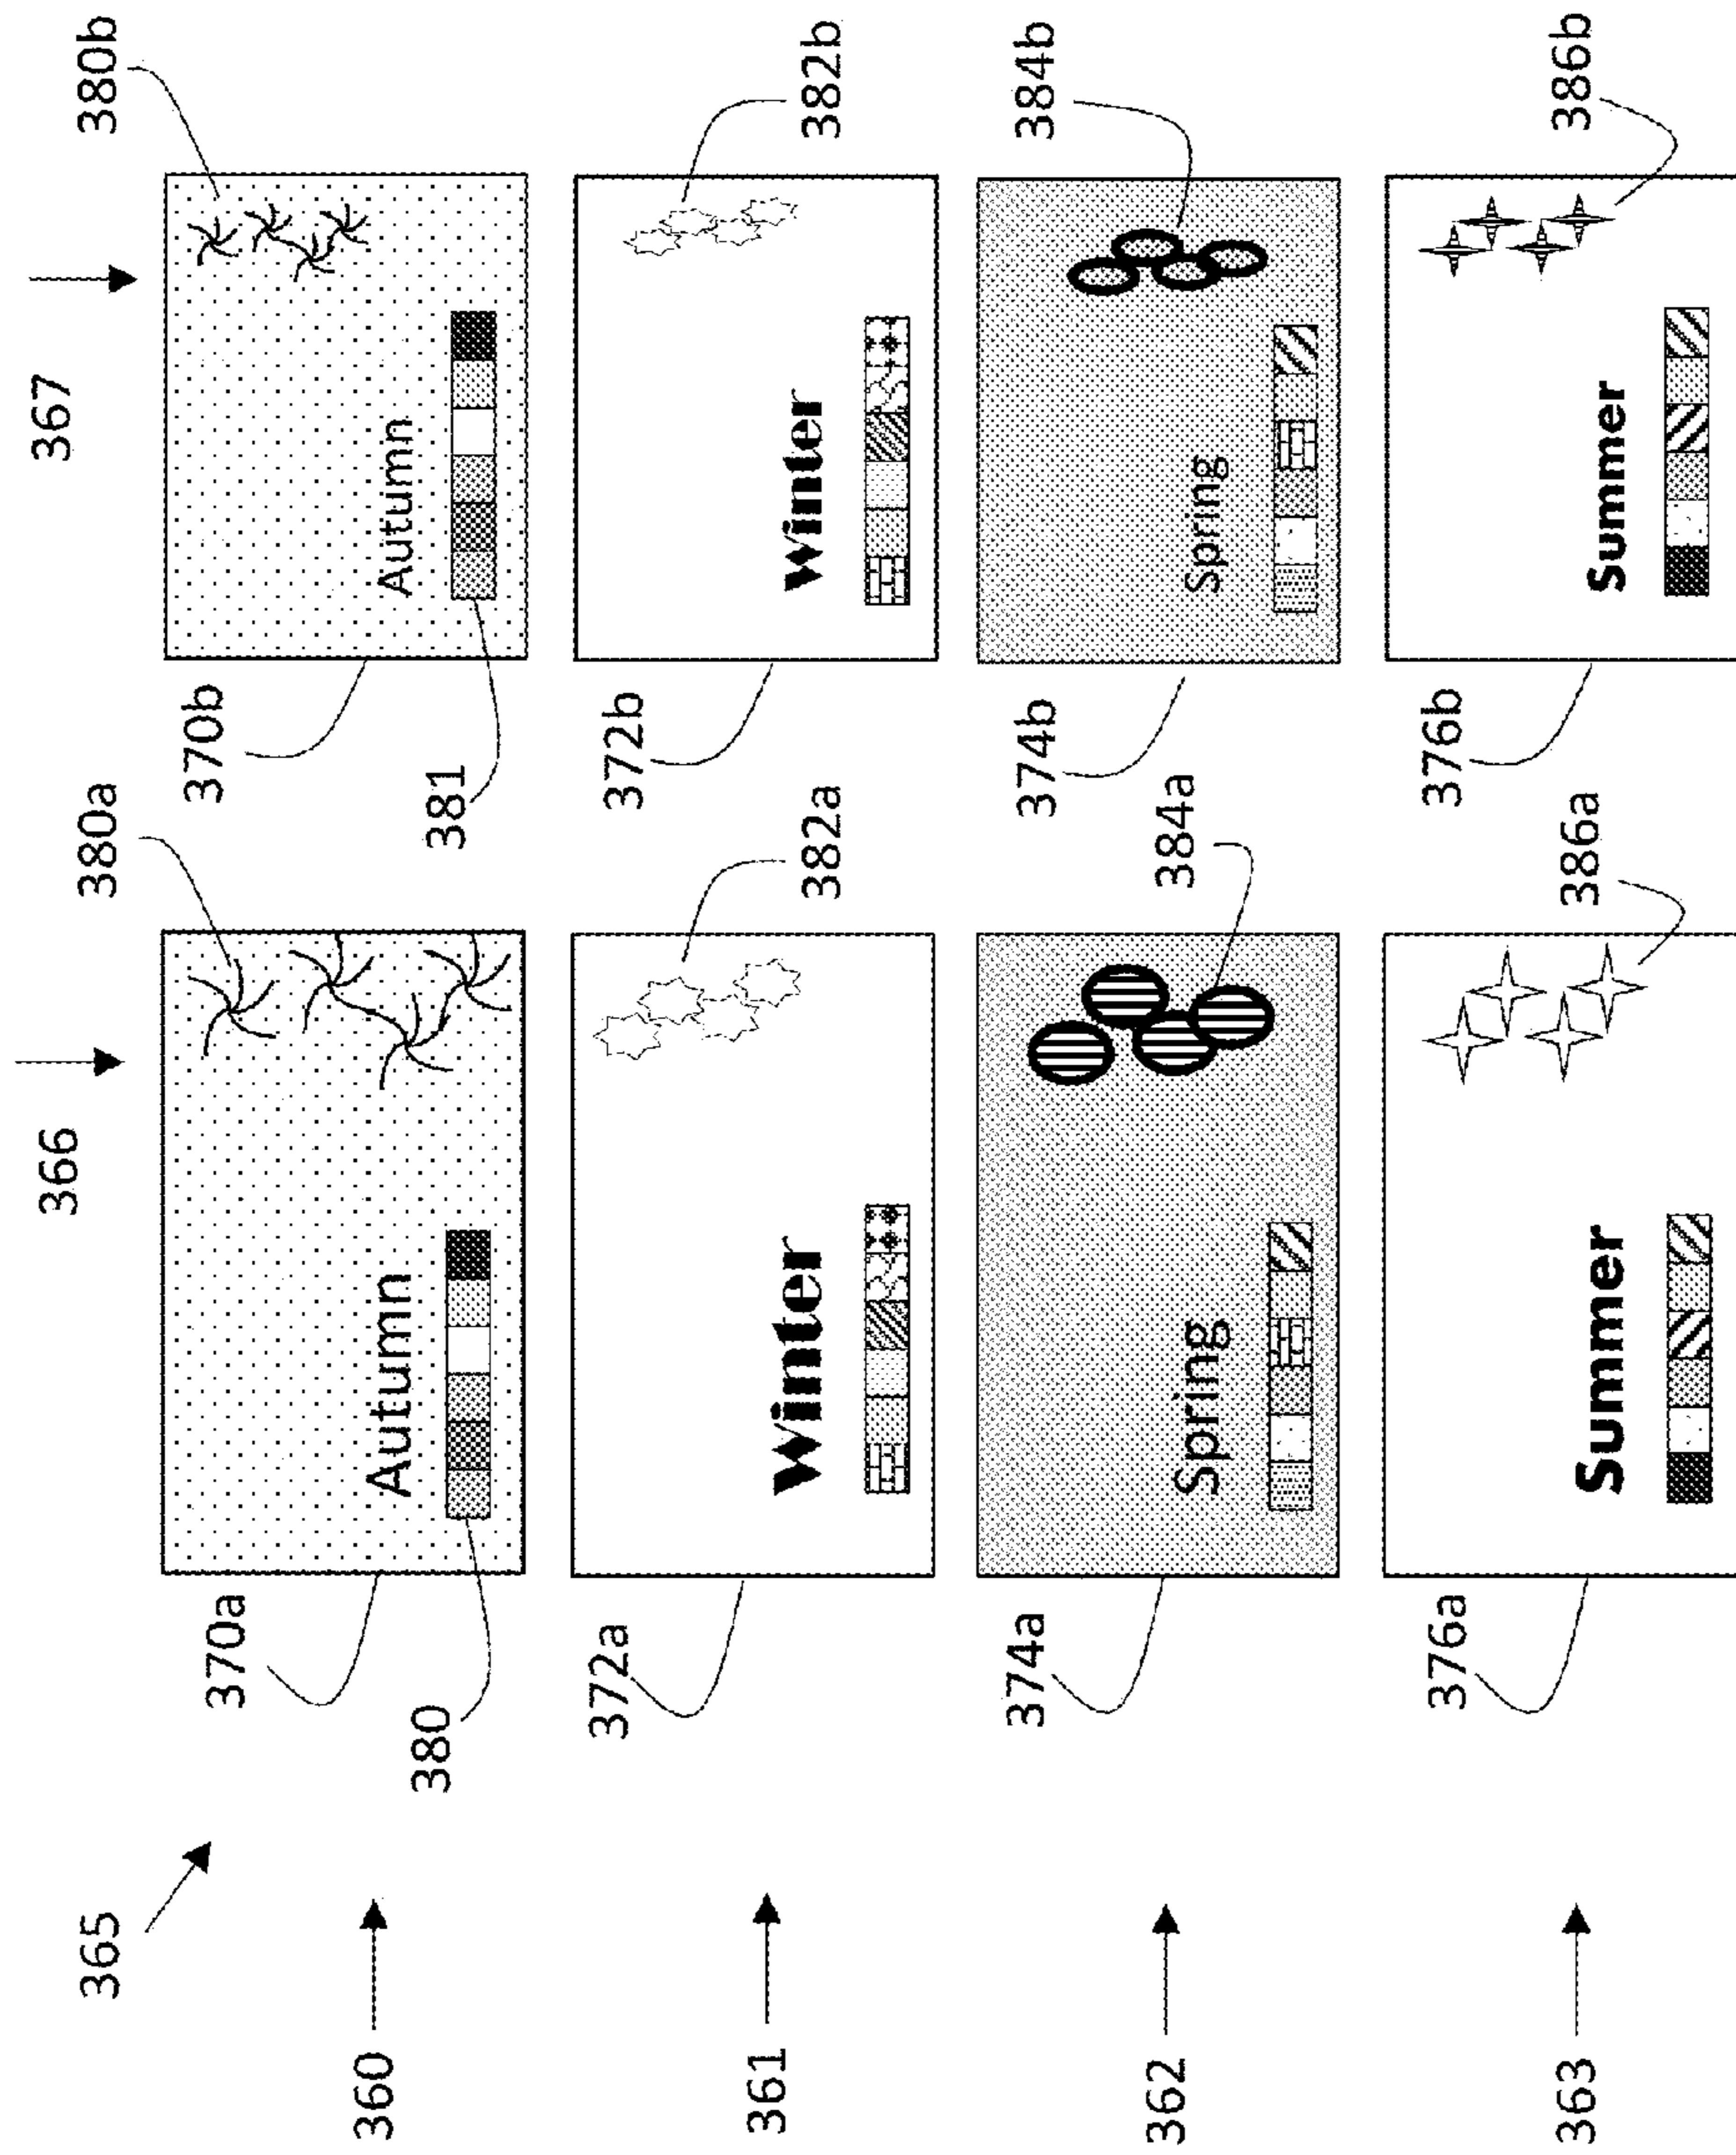 365
366
367
360
370a
380a
370b
380b
Autumn
Autumn
380
381
361
372a
382a
372b
382b
Winter
Winter
362
374a
384a
374b
384b
Spring
Spring
363
376a
386a
376b
386b
Summer
Summer